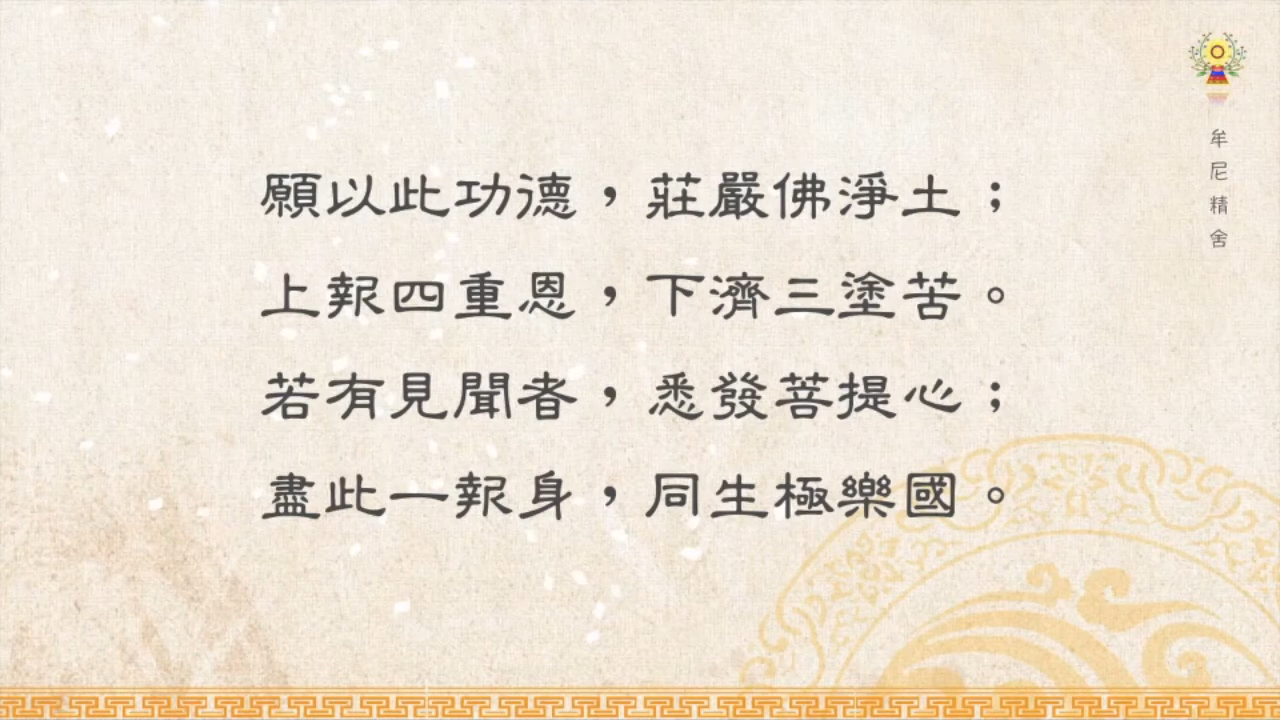 願以此功德，莊嚴佛淨土；
上報四重恩，下濟三塗苦。
若有見聞者，悉發菩提心；
盡此一報身，同生極樂國。
牟尼精舍